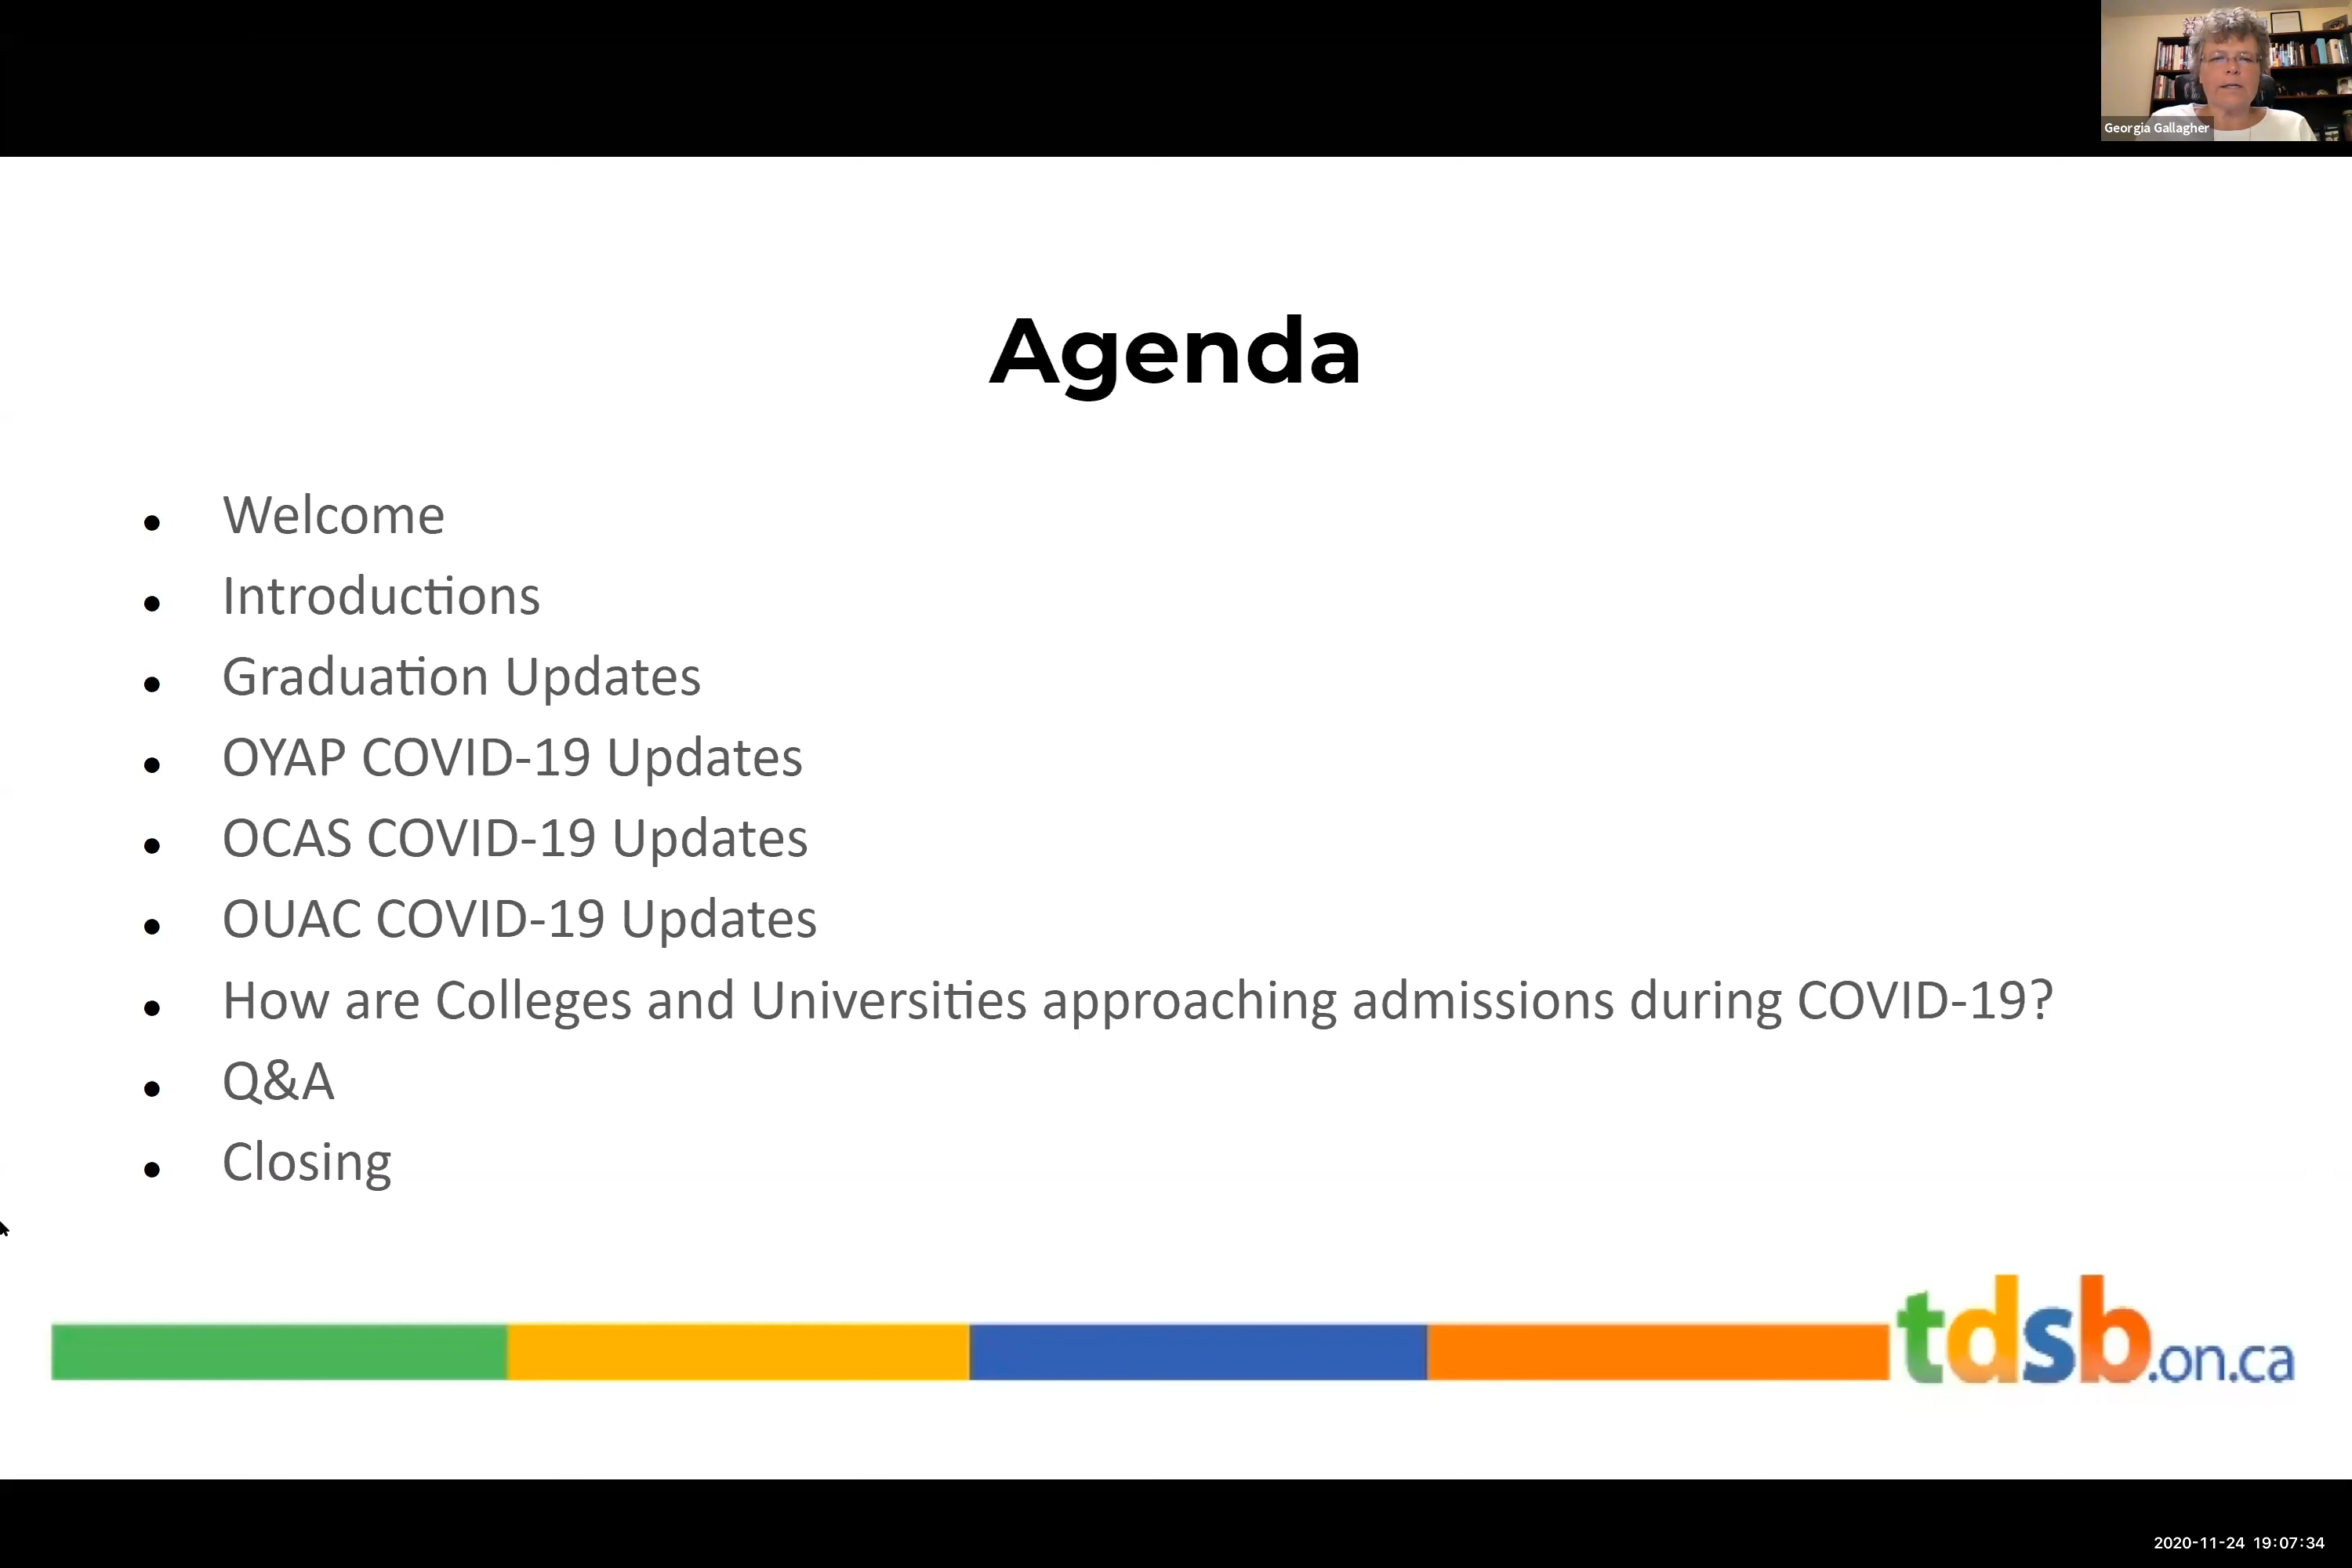 Georgia Gallagher
Agenda
• Welcome
• Introductions
• Graduation Updates
• OYAP COVID-19 Updates
• OCAS COVID-19 Updates
• OUAC COVID-19 Updates
• How are Colleges and Universities approaching admissions during COVID-19?
• Q&A
• Closing
tdsb.on.ca
2020-11-24 19:07:34